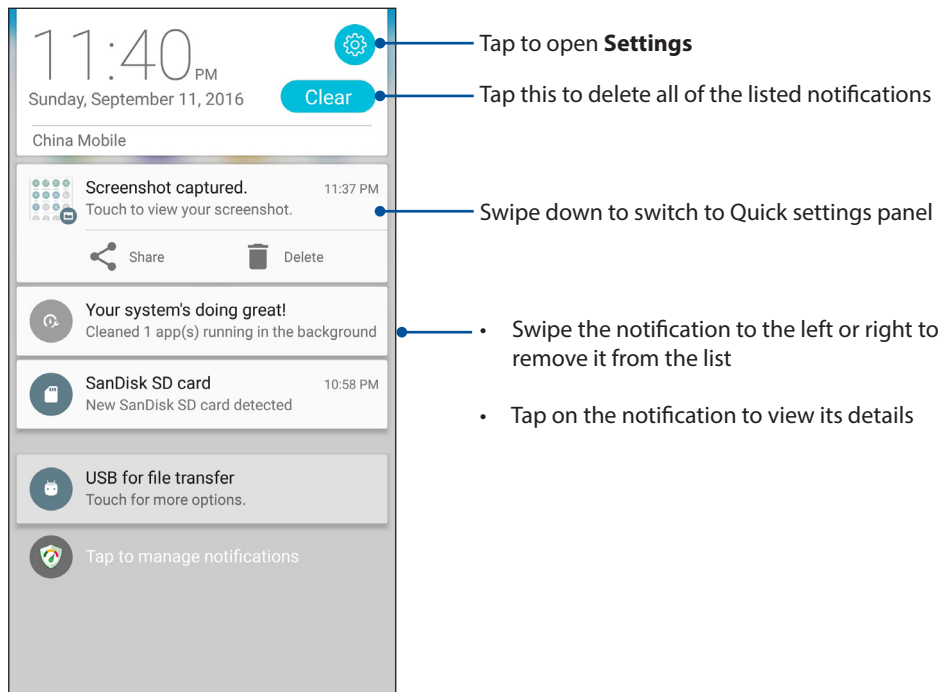 11:40 PM
Tap to open Settings
Sunday, September 11, 2016
Clear
Tap this to delete all of the listed notifications
China Mobile
Screenshot captured.
11:37 PM
Touch to view your screenshot.
Swipe down to switch to Quick settings panel
Share
Delete
Your system's doing great!
Cleaned 1 app(s) running in the background
• Swipe the notification to the left or right to
remove it from the list
SanDisk SD card
10:58 PM
New SanDisk SD card detected
• Tap on the notification to view its details
USB for file transfer
Touch for more options.
Tap to manage notifications